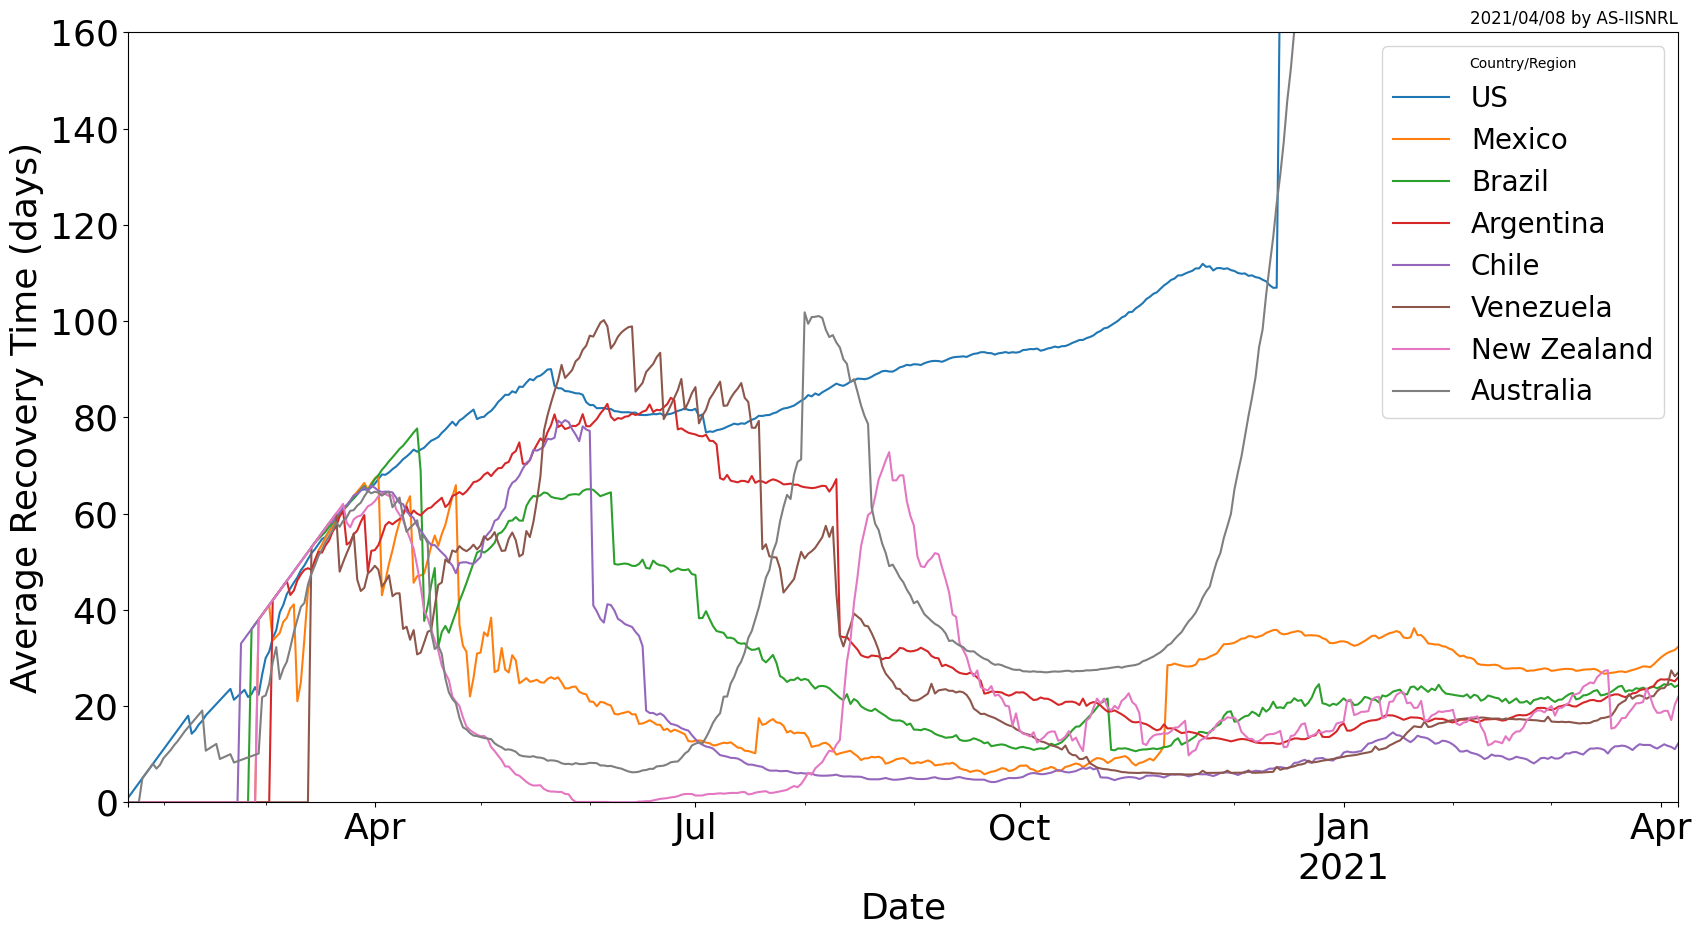 2021/04/08 by AS-IISNRL
Average Recovery Time (days)
160
140
120
100
80
60
40
20
0
Country/Region
US
Mexico
Brazil
Argentina
Chile
Venezuela
New Zealand
Australia
Apr
Jul
Oct
Jan
2021
Apr
Date